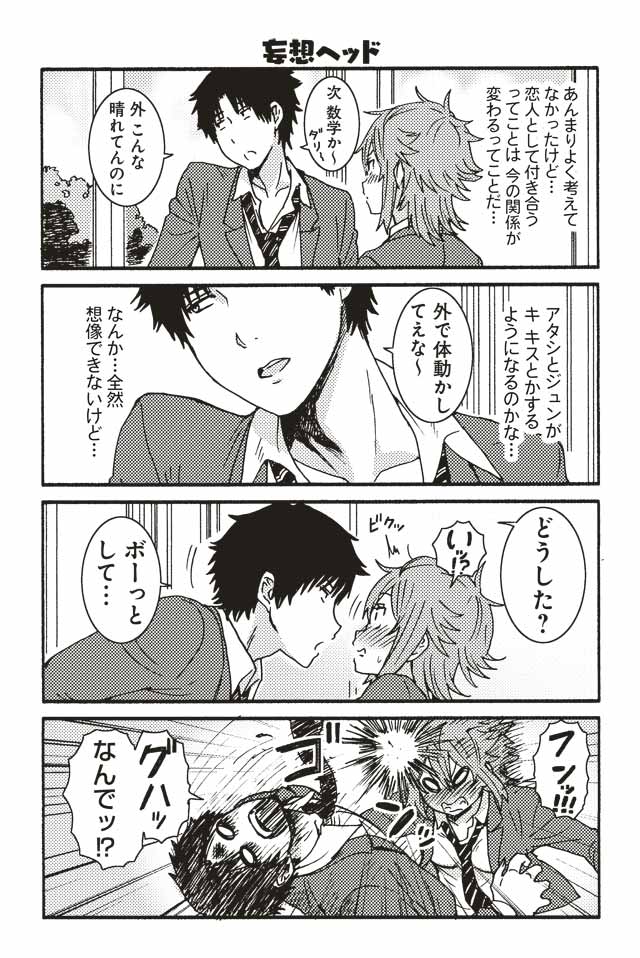 妄想ヘッド
あんまりよく考えて
なかったけど…
恋人として付き合う
ってことは 今の関係が
変わるってことだ…
次 数学か〜
ダリー
外 こんな
晴れてんのに
アタシとジュンが
キ キスとかする
ようになるのかな…
外で体動かし
てえな〜
なんか…全然
想像できないけど…
どうした？
いッ!?
ビクッ
ボーっと
して…
フンッ!!!
ゴッ
グハッ
なんでッ!?